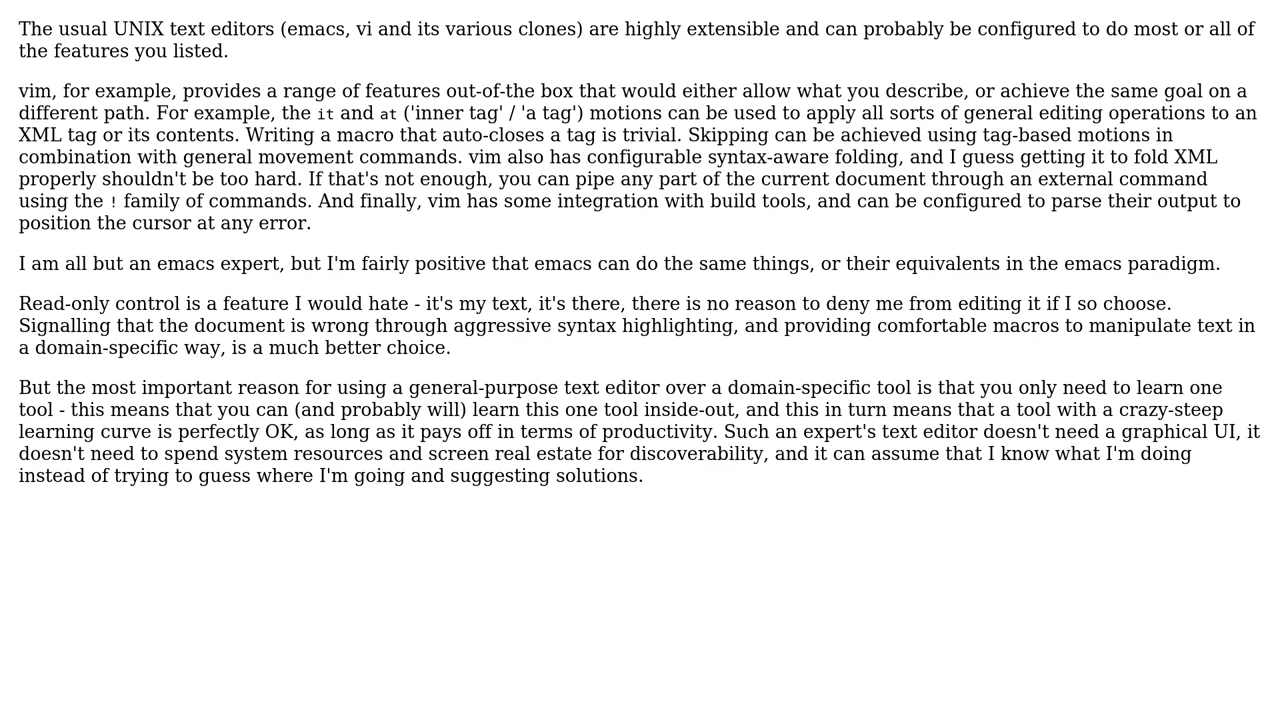 The usual UNIX text editors (emacs, vi and its various clones) are highly extensible and can probably be configured to do most or all of
the features you listed.
vim, for example, provides a range of features out-of-the box that would either allow what you describe, or achieve the same goal on a
different path. For example, the it and at ('inner tag' / 'a tag') motions can be used to apply all sorts of general editing operations to an
XML tag or its contents. Writing a macro that auto-closes a tag is trivial. Skipping can be achieved using tag-based motions in
combination with general movement commands. vim also has configurable syntax-aware folding, and I guess getting it to fold XML
properly shouldn't be too hard. If that's not enough, you can pipe any part of the current document through an external command
using the ! family of commands. And finally, vim has some integration with build tools, and can be configured to parse their output to
position the cursor at any error.
I am all but an emacs expert, but I'm fairly positive that emacs can do the same things, or their equivalents in the emacs paradigm.
Read-only control is a feature I would hate - it's my text, it's there, there is no reason to deny me from editing it if I so choose.
Signalling that the document is wrong through aggressive syntax highlighting, and providing comfortable macros to manipulate text in
a domain-specific way, is a much better choice.
But the most important reason for using a general-purpose text editor over a domain-specific tool is that you only need to learn one
tool - this means that you can (and probably will) learn this one tool inside-out, and this in turn means that a tool with a crazy-steep
learning curve is perfectly OK, as long as it pays off in terms of productivity. Such an expert's text editor doesn't need a graphical UI, it
doesn't need to spend system resources and screen real estate for discoverability, and it can assume that I know what I'm doing
instead of trying to guess where I'm going and suggesting solutions.